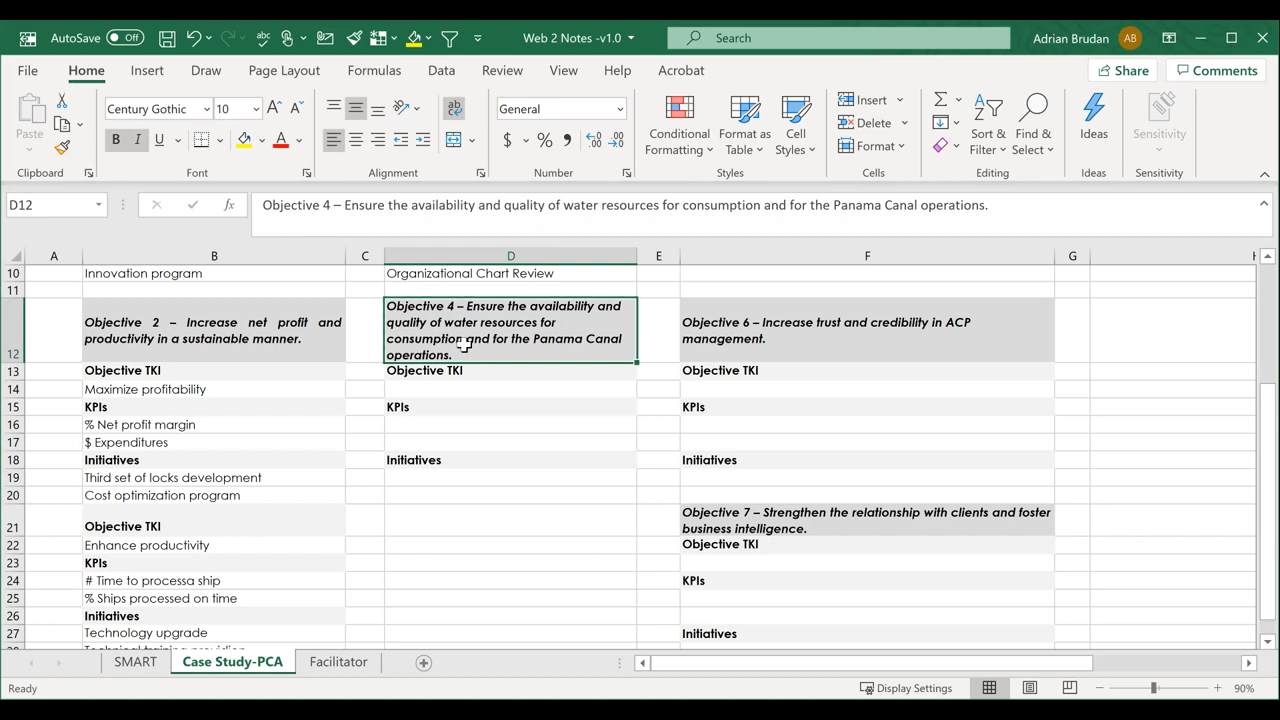 AutoSave Off
Web 2 Notes -v1.0
Search
Adrian Brudan AB
File Home Insert Draw Page Layout Formulas Data Review View Help Acrobat
Share Comments
Paste
Clipboard
Century Gothic 10
B I U
Font
Alignment
General
$ % 9
Number
Conditional Formatting
Format as Table
Cell Styles
Styles
Insert
Delete
Format
Cells
Sort & Filter
Find & Select
Editing
Ideas
Ideas
Sensitivity
Sensitivity
D12 fx Objective 4 – Ensure the availability and quality of water resources for consumption and for the Panama Canal operations.
A B C D E F G H
10 Innovation program Organizational Chart Review
11
12
Objective 2 – Increase net profit and
productivity in a sustainable manner.
Objective 4 – Ensure the availability and
quality of water resources for
consumption and for the Panama Canal
operations.
Objective 6 – Increase trust and credibility in ACP
management.
13 Objective TKI Objective TKI Objective TKI
14 Maximize profitability
15 KPIs KPIs KPIs
16 % Net profit margin
17 $ Expenditures
18 Initiatives Initiatives Initiatives
19 Third set of locks development
20 Cost optimization program
21 Objective TKI
Objective 7 – Strengthen the relationship with clients and foster
business intelligence.
22 Enhance productivity Objective TKI
23 KPIs
24 # Time to processa ship KPIs
25 % Ships processed on time
26 Initiatives
27 Technology upgrade Initiatives
SMART Case Study-PCA Facilitator
Ready Display Settings 90%